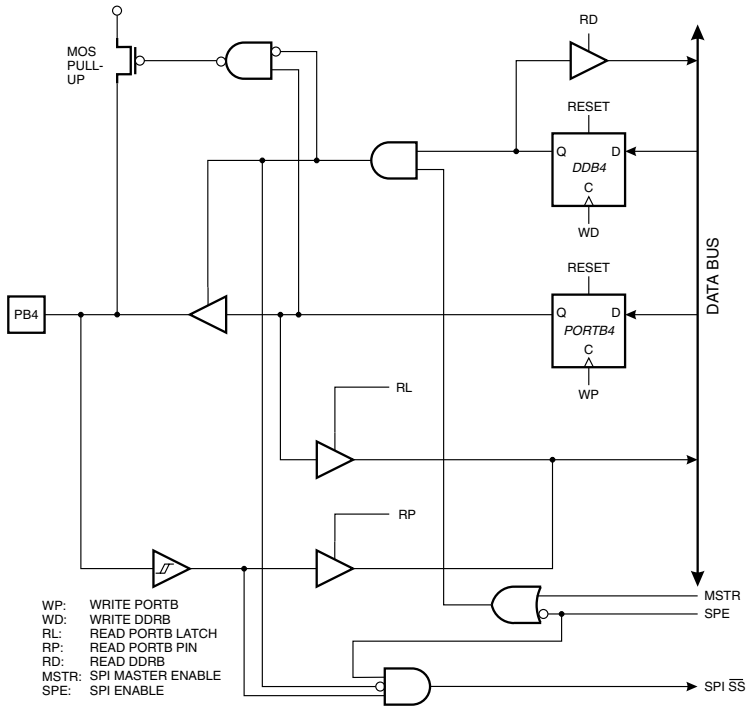 RD
MOS
PULL-
UP
RESET
Q D
DDB4
C
WD
DATA BUS
RESET
PB4
Q D
PORTB4
C
WP
RL
RP
MSTR
SPE
WP: WRITE PORTB
WD: WRITE DDRB
RL: READ PORTB LATCH
RP: READ PORTB PIN
RD: READ DDRB
MSTR: SPI MASTER ENABLE
SPE: SPI ENABLE
SPI S̅S̅